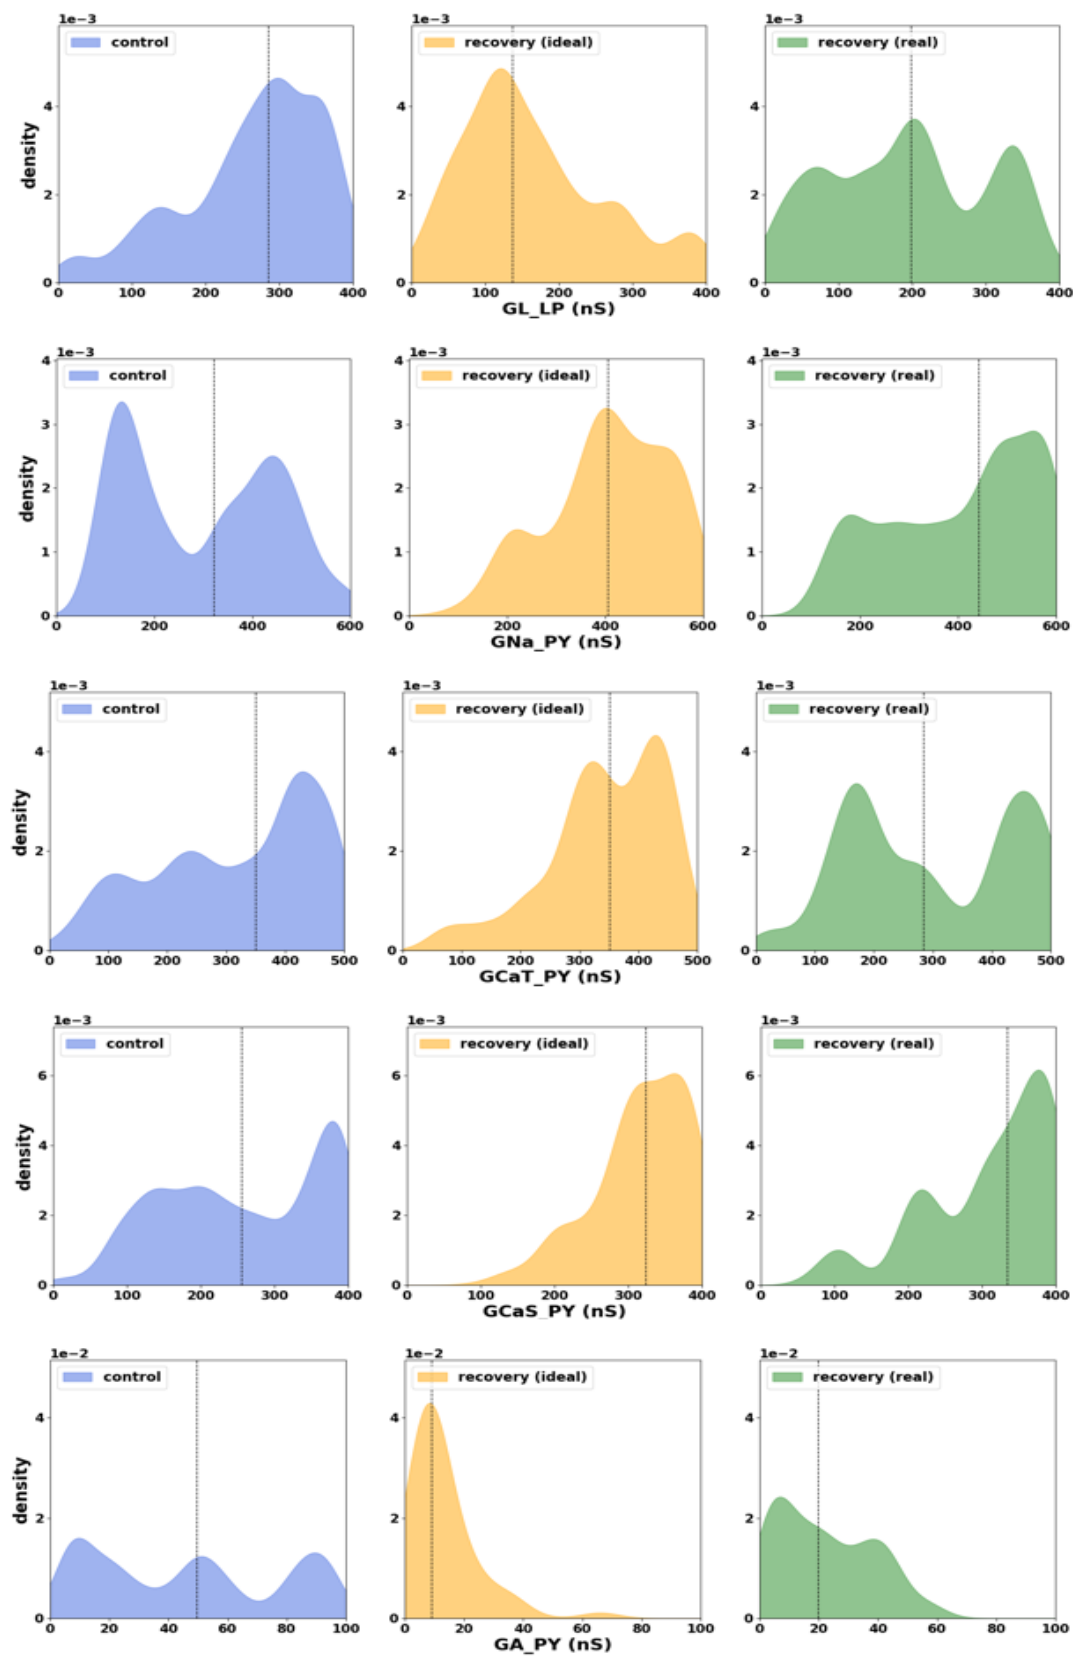 1e−3 1e−3 1e−3
control recovery (ideal) recovery (real)
density
4 4 4
2 2 2
0 0 0
0 100 200 300 400 0 100 200 300 400 0 100 200 300 400
GL_LP (nS)
1e−3 1e−3 1e−3
4 4 4
control recovery (ideal) recovery (real)
density
3 3 3
2 2 2
1 1 1
0 0 0
0 200 400 600 0 200 400 600 0 200 400 600
GNa_PY (nS)
1e−3 1e−3 1e−3
control recovery (ideal) recovery (real)
density
4 4 4
2 2 2
0 0 0
0 100 200 300 400 500 0 100 200 300 400 500 0 100 200 300 400 500
GCaT_PY (nS)
1e−3 1e−3 1e−3
control recovery (ideal) recovery (real)
density
6 6 6
4 4 4
2 2 2
0 0 0
0 100 200 300 400 0 100 200 300 400 0 100 200 300 400
GCaS_PY (nS)
1e−2 1e−2 1e−2
control recovery (ideal) recovery (real)
density
4 4 4
2 2 2
0 0 0
0 20 40 60 80 100 0 20 40 60 80 100 0 20 40 60 80 100
GA_PY (nS)